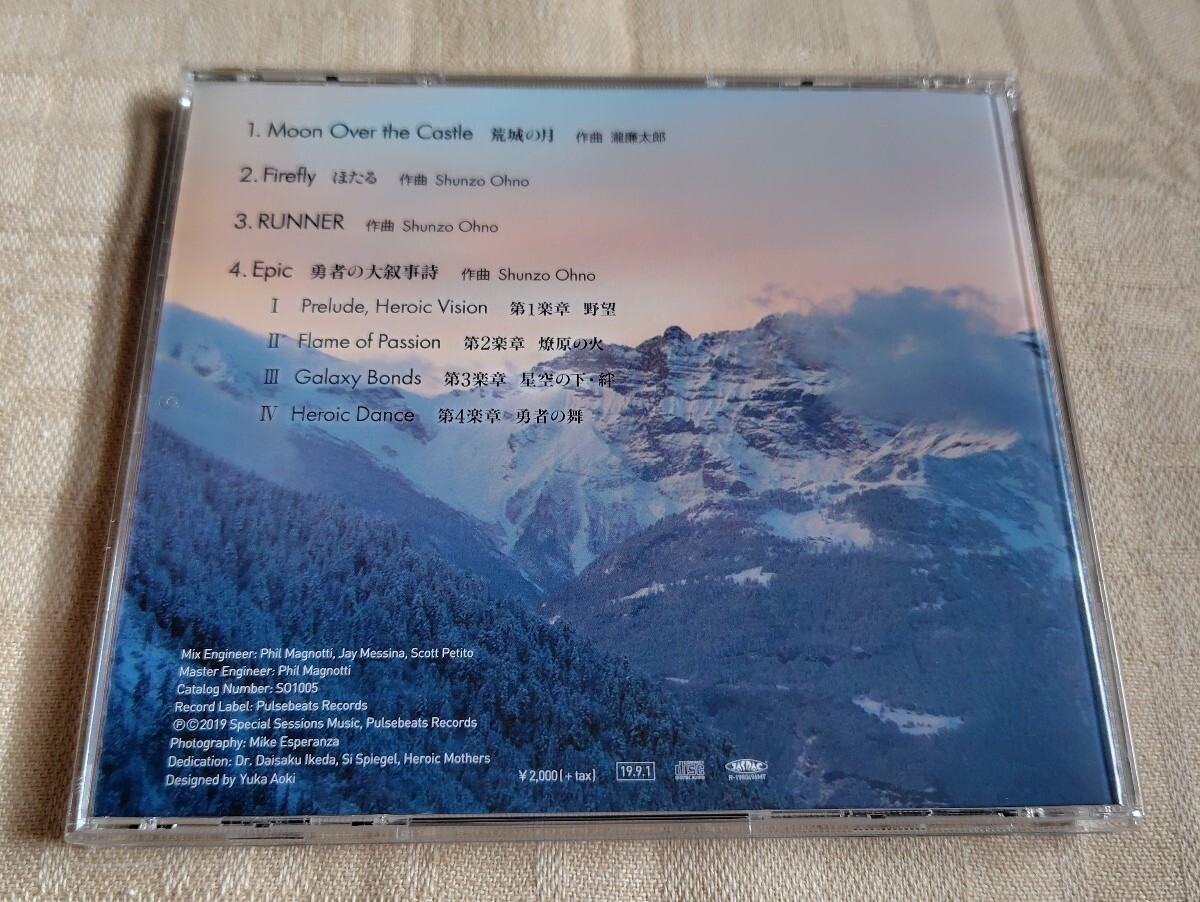 1. Moon Over the Castle 荒城の月 作曲 瀧廉太郎
2. Firefly ほたる 作曲 Shunzo Ohno
3. RUNNER 作曲 Shunzo Ohno
4. Epic 勇者の大叙事詩 作曲 Shunzo Ohno
Ⅰ Prelude, Heroic Vision 第1楽章 野望
Ⅱ Flame of Passion 第2楽章 燎原の火
Ⅲ Galaxy Bonds 第3楽章 星空の下・絆
Ⅳ Heroic Dance 第4楽章 勇者の舞
Mix Engineer: Phil Magnotti, Jay Messina, Scott Petito
Master Engineer: Phil Magnotti
Catalog Number: SO1005
Record Label: Pulsebeats Records
℗©2019 Special Sessions Music, Pulsebeats Records
Photography: Mike Esperanza
Dedication: Dr. Daisaku Ikeda, Si Spiegel, Heroic Mothers
Designed by Yuka Aoki
¥2,000(+tax) 19.9.1 COMPACT disc DIGITAL AUDIO JASRAC